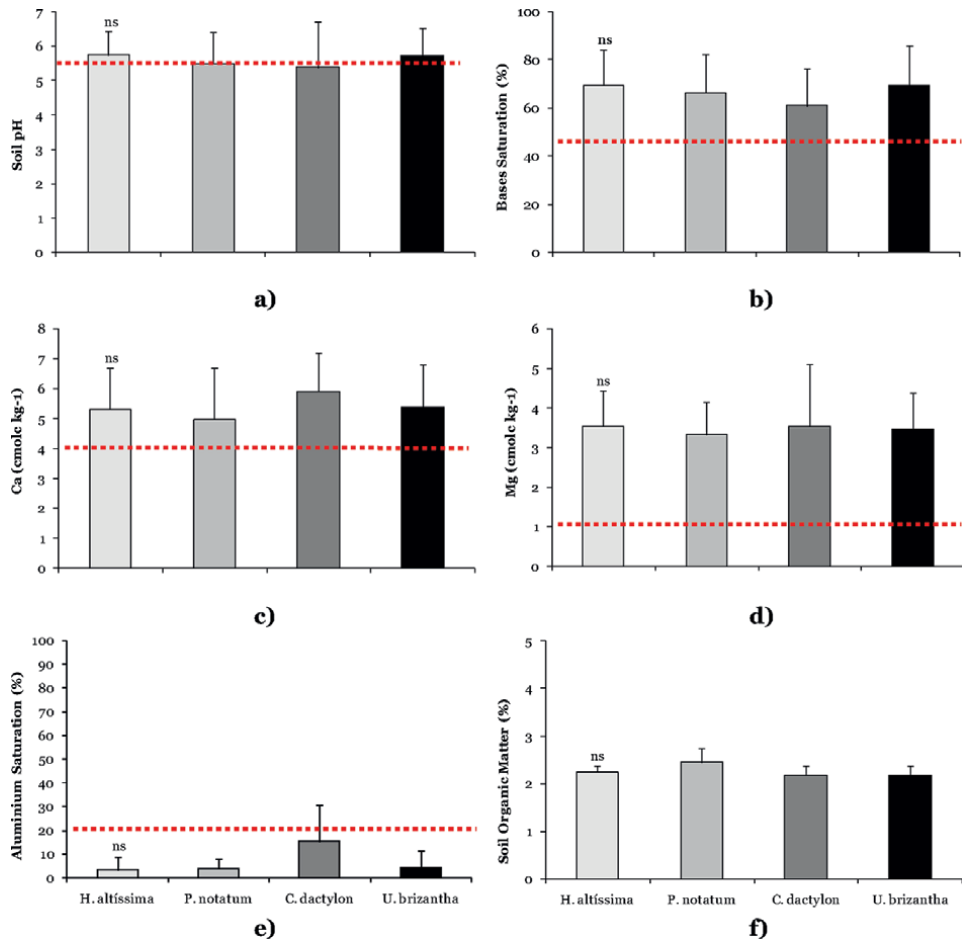 Soil pH
7
6
5
4
3
2
1
0
ns
a)
Bases Saturation (%)
100
80
60
40
20
0
ns
b)
Ca (cmolc kg-1)
8
7
6
5
4
3
2
1
0
ns
c)
Mg (cmolc kg-1)
6
5
4
3
2
1
0
ns
d)
Aluminium Saturation (%)
100
90
80
70
60
50
40
30
20
10
0
ns
H. altíssima P. notatum C. dactylon U. brizantha
e)
Soil Organic Matter (%)
5
4
3
2
2
1
0
ns
H. altíssima P. notatum C. dactylon U. brizantha
f)